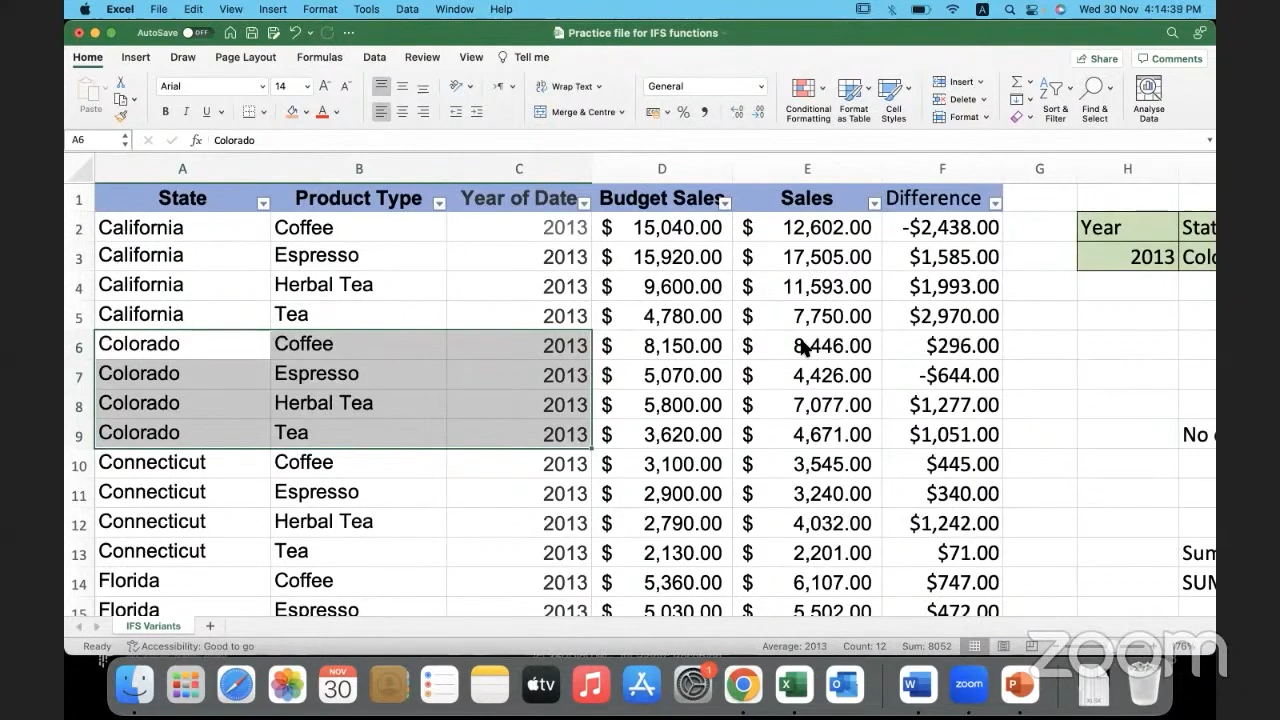 Excel File Edit View Insert Format Tools Data Window Help A Wed 30 Nov 4:14:39 PM
AutoSave OFF Practice file for IFS functions
Home Insert Draw Page Layout Formulas Data Review View Tell me Share Comments
Paste Arial 14 Wrap Text General Conditional Formatting Format as Table Cell Styles Insert Sort & Filter Find & Select Analyse Data
B I U Merge & Centre Delete
Format
A6 fx Colorado
A B C D E F G H
1 State Product Type Year of Date Budget Sales Sales Difference
2 California Coffee 2013 $ 15,040.00 $ 12,602.00 -$2,438.00 Year Stat
3 California Espresso 2013 $ 15,920.00 $ 17,505.00 $1,585.00 2013 Colo
4 California Herbal Tea 2013 $ 9,600.00 $ 11,593.00 $1,993.00
5 California Tea 2013 $ 4,780.00 $ 7,750.00 $2,970.00
6 Colorado Coffee 2013 $ 8,150.00 $ 8,446.00 $296.00
7 Colorado Espresso 2013 $ 5,070.00 $ 4,426.00 -$644.00
8 Colorado Herbal Tea 2013 $ 5,800.00 $ 7,077.00 $1,277.00
9 Colorado Tea 2013 $ 3,620.00 $ 4,671.00 $1,051.00 No
10 Connecticut Coffee 2013 $ 3,100.00 $ 3,545.00 $445.00
11 Connecticut Espresso 2013 $ 2,900.00 $ 3,240.00 $340.00
12 Connecticut Herbal Tea 2013 $ 2,790.00 $ 4,032.00 $1,242.00
13 Connecticut Tea 2013 $ 2,130.00 $ 2,201.00 $71.00 Sum
14 Florida Coffee 2013 $ 5,360.00 $ 6,107.00 $747.00 SUM
15 Florida Espresso 2013 $ 5,030.00 $ 5,502.00 $472.00
IFS Variants +
Ready Accessibility: Good to go Average: 2013 Count: 12 Sum: 8052 76%
zoom
NOV 30 tv 1 zoom W P X XLSX